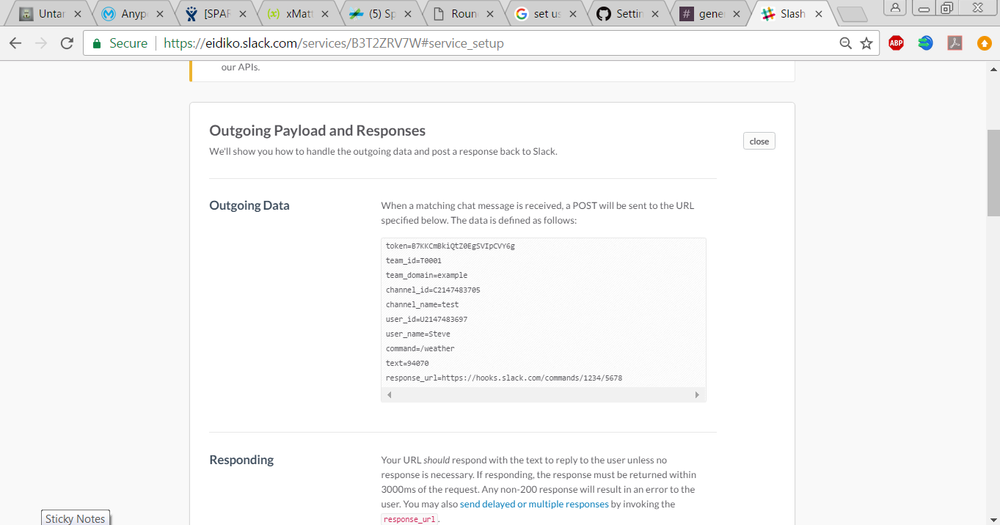 Untar
Anypo
[SPAR
xMatt
(5) Sp
Roun
set us
Settin
gene
Slash
Secure
https://eidiko.slack.com/services/B3T2ZRV7W#service_setup
ABP
our APIs.
Outgoing Payload and Responses
close
We'll show you how to handle the outgoing data and post a response back to Slack.
Outgoing Data
When a matching chat message is received, a POST will be sent to the URL
specified below. The data is defined as follows:
token=B7KKCmBkiQtZ0EgSVIpCVY6g
team_id=T0001
team_domain=example
channel_id=C2147483705
channel_name=test
user_id=U2147483697
user_name=Steve
command=/weather
text=94070
response_url=https://hooks.slack.com/commands/1234/5678
Responding
Your URL should respond with the text to reply to the user unless no
response is necessary. If responding, the response must be returned within
3000ms of the request. Any non-200 response will result in an error to the
user. You may also send delayed or multiple responses by invoking the
response_url.
Sticky Notes